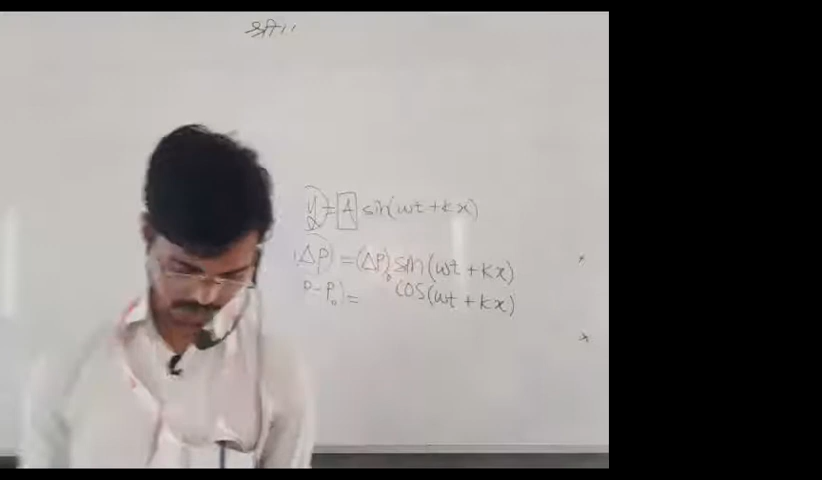 श्री॥
y = A sin(ωt + kx)
(ΔP) = (ΔP)₀ sin(ωt + kx)
P - P₀) = cos(ωt + kx)